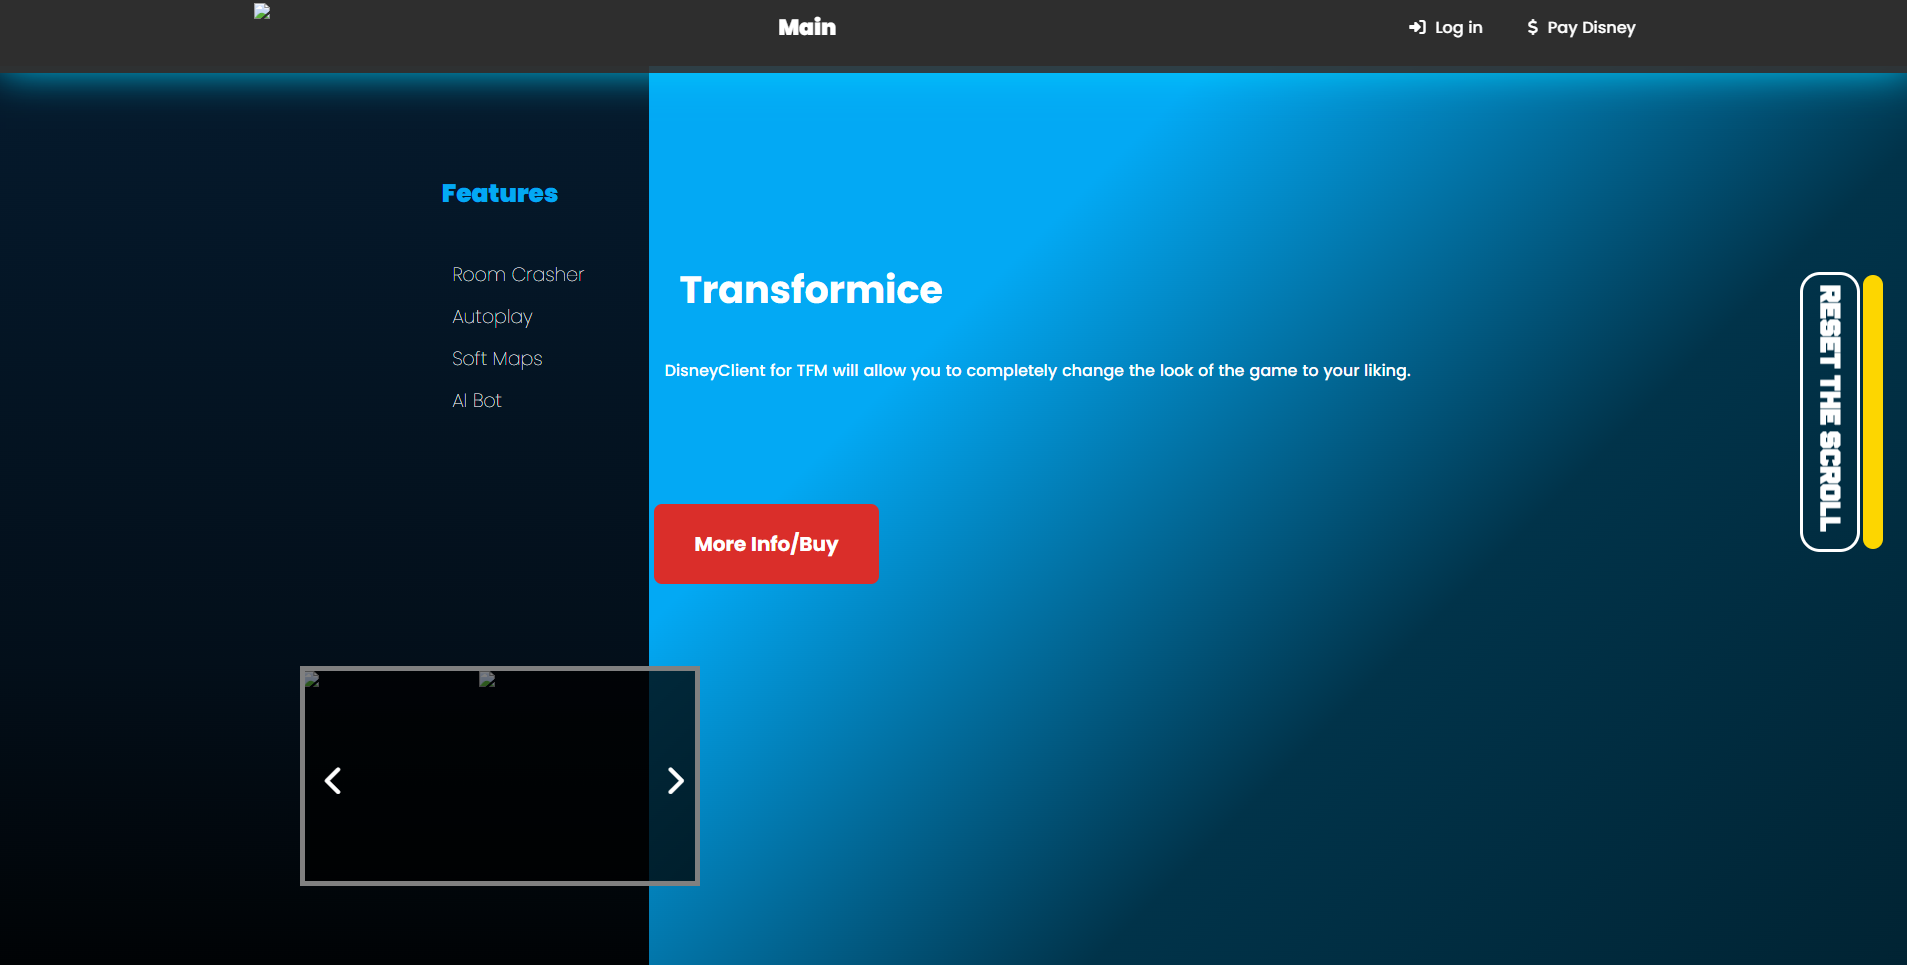 Main
Log in
Pay Disney
Features
Room Crasher
Autoplay
Soft Maps
AI Bot
Transformice
DisneyClient for TFM will allow you to completely change the look of the game to your liking.
More Info/Buy
RESET THE SCROLL